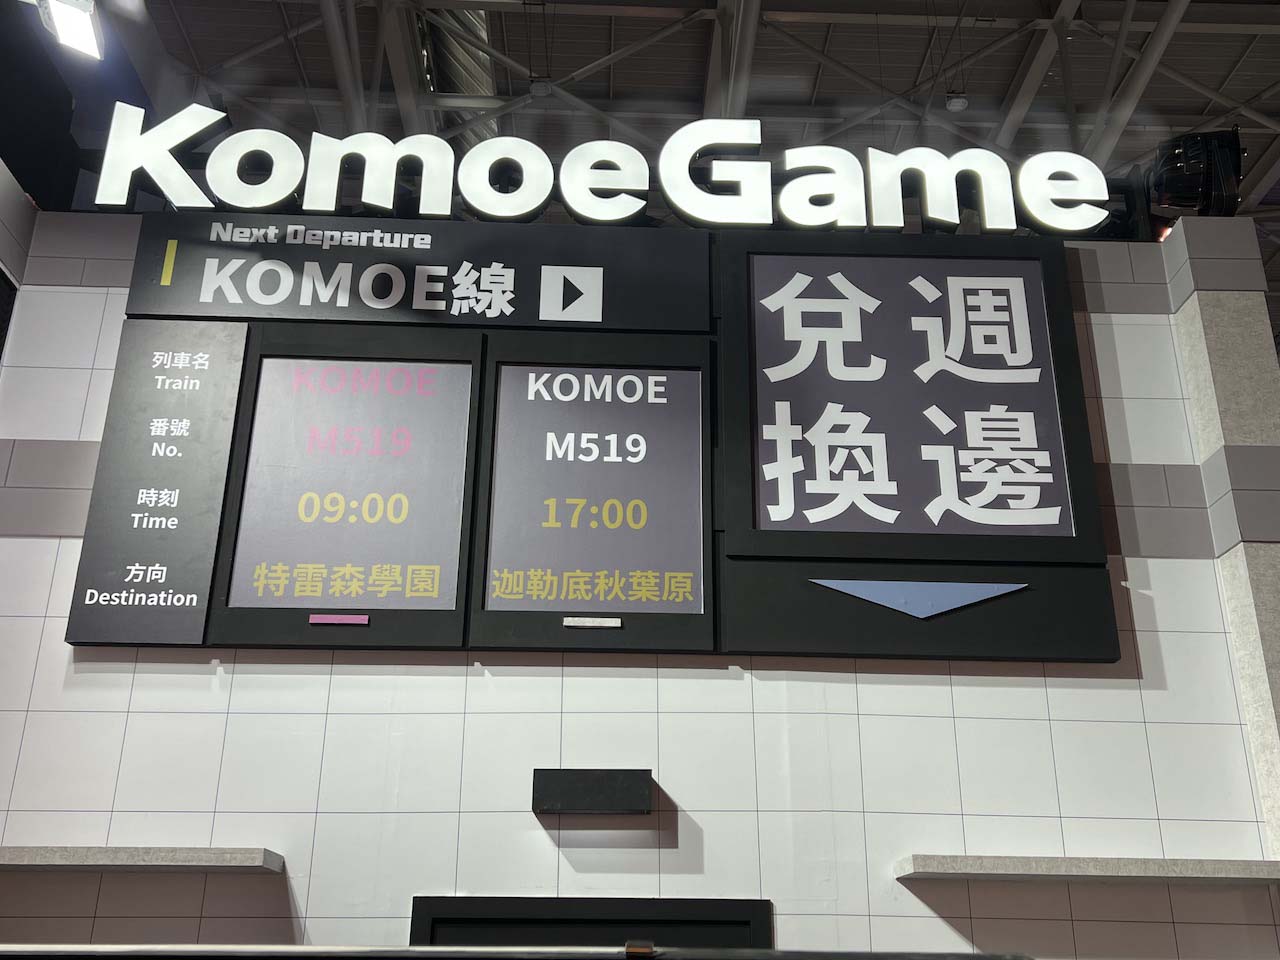 KomoeGame
Next Departure
KOMOE線
列車名
Train
番號
No.
時刻
Time
方向
Destination
KOMOE
M519
09:00
特雷森學園
KOMOE
M519
17:00
迦勒底秋葉原
週邊
兌換